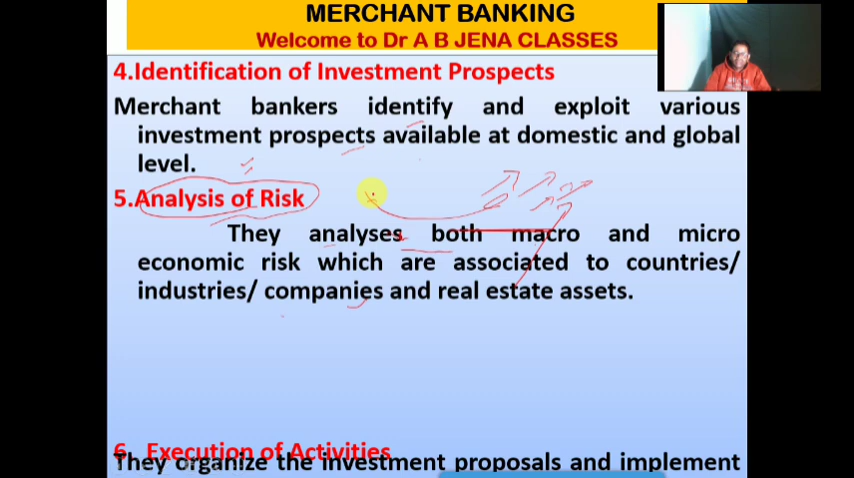 MERCHANT BANKING
Welcome to Dr A B JENA CLASSES
4.Identification of Investment Prospects
Merchant bankers identify and exploit various
investment prospects available at domestic and global
level.
5.Analysis of Risk
They analyses both macro and micro
economic risk which are associated to countries/
industries/ companies and real estate assets.
6. Execution of Activities
They organize the investment proposals and implement